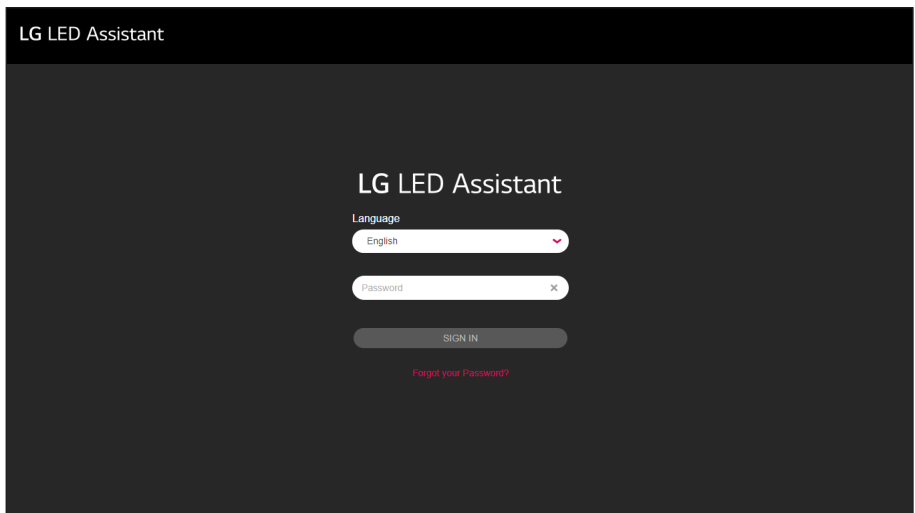 LG LED Assistant
LG LED Assistant
Language
English
Password
SIGN IN
Forgot your Password?